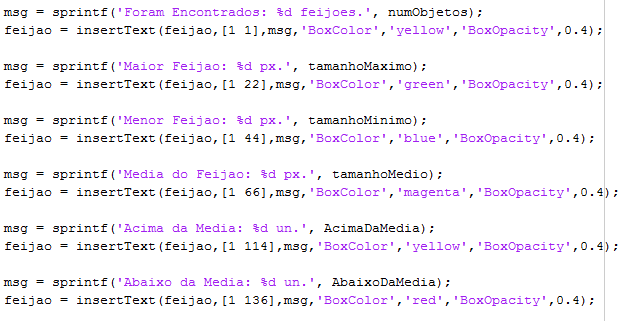 msg = sprintf('Foram Encontrados: %d feijoes.', numObjetos);
feijao = insertText(feijao,[1 1],msg,'BoxColor','yellow','BoxOpacity',0.4);
msg = sprintf('Maior Feijao: %d px.', tamanhoMaximo);
feijao = insertText(feijao,[1 22],msg,'BoxColor','green','BoxOpacity',0.4);
msg = sprintf('Menor Feijao: %d px.', tamanhoMinimo);
feijao = insertText(feijao,[1 44],msg,'BoxColor','blue','BoxOpacity',0.4);
msg = sprintf('Media do Feijao: %d px.', tamanhoMedio);
feijao = insertText(feijao,[1 66],msg,'BoxColor','magenta','BoxOpacity',0.4);
msg = sprintf('Acima da Media: %d un.', AcimaDaMedia);
feijao = insertText(feijao,[1 114],msg,'BoxColor','yellow','BoxOpacity',0.4);
msg = sprintf('Abaixo da Media: %d un.', AbaixoDaMedia);
feijao = insertText(feijao,[1 136],msg,'BoxColor','red','BoxOpacity',0.4);